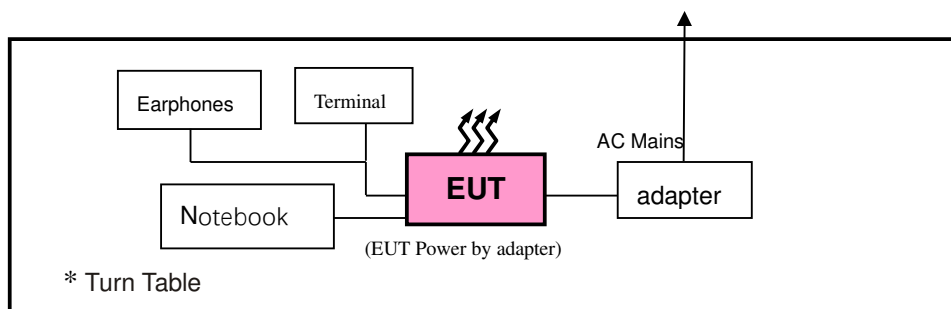 Earphones
Terminal
AC Mains
EUT
adapter
Notebook
(EUT Power by adapter)
* Turn Table